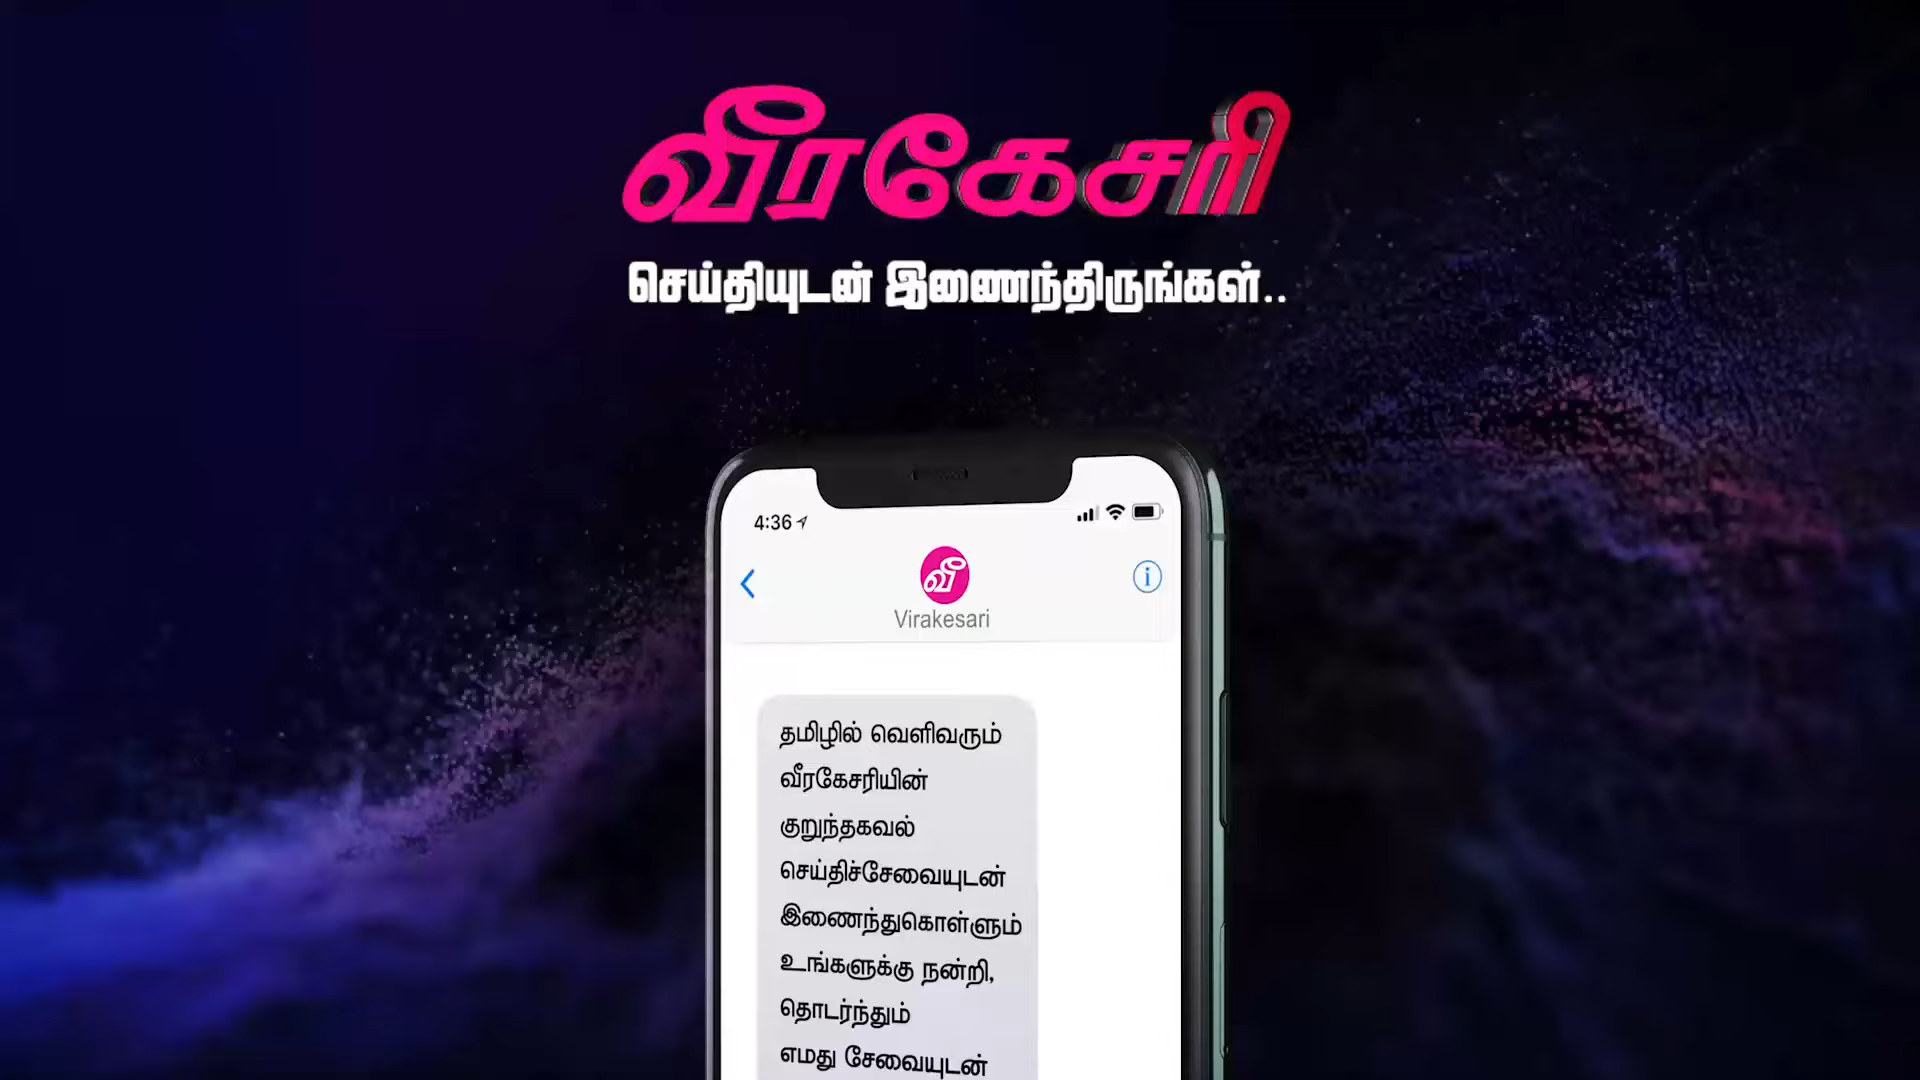 வீரகேசரி
செய்தியுடன் இணைந்திருங்கள்..
4:36
வீ
Virakesari
தமிழில் வெளிவரும்
வீரகேசரியின்
குறுந்தகவல்
செய்திச்சேவையுடன்
இணைந்துகொள்ளும்
உங்களுக்கு நன்றி,
தொடர்ந்தும்
எமது சேவையுடன்